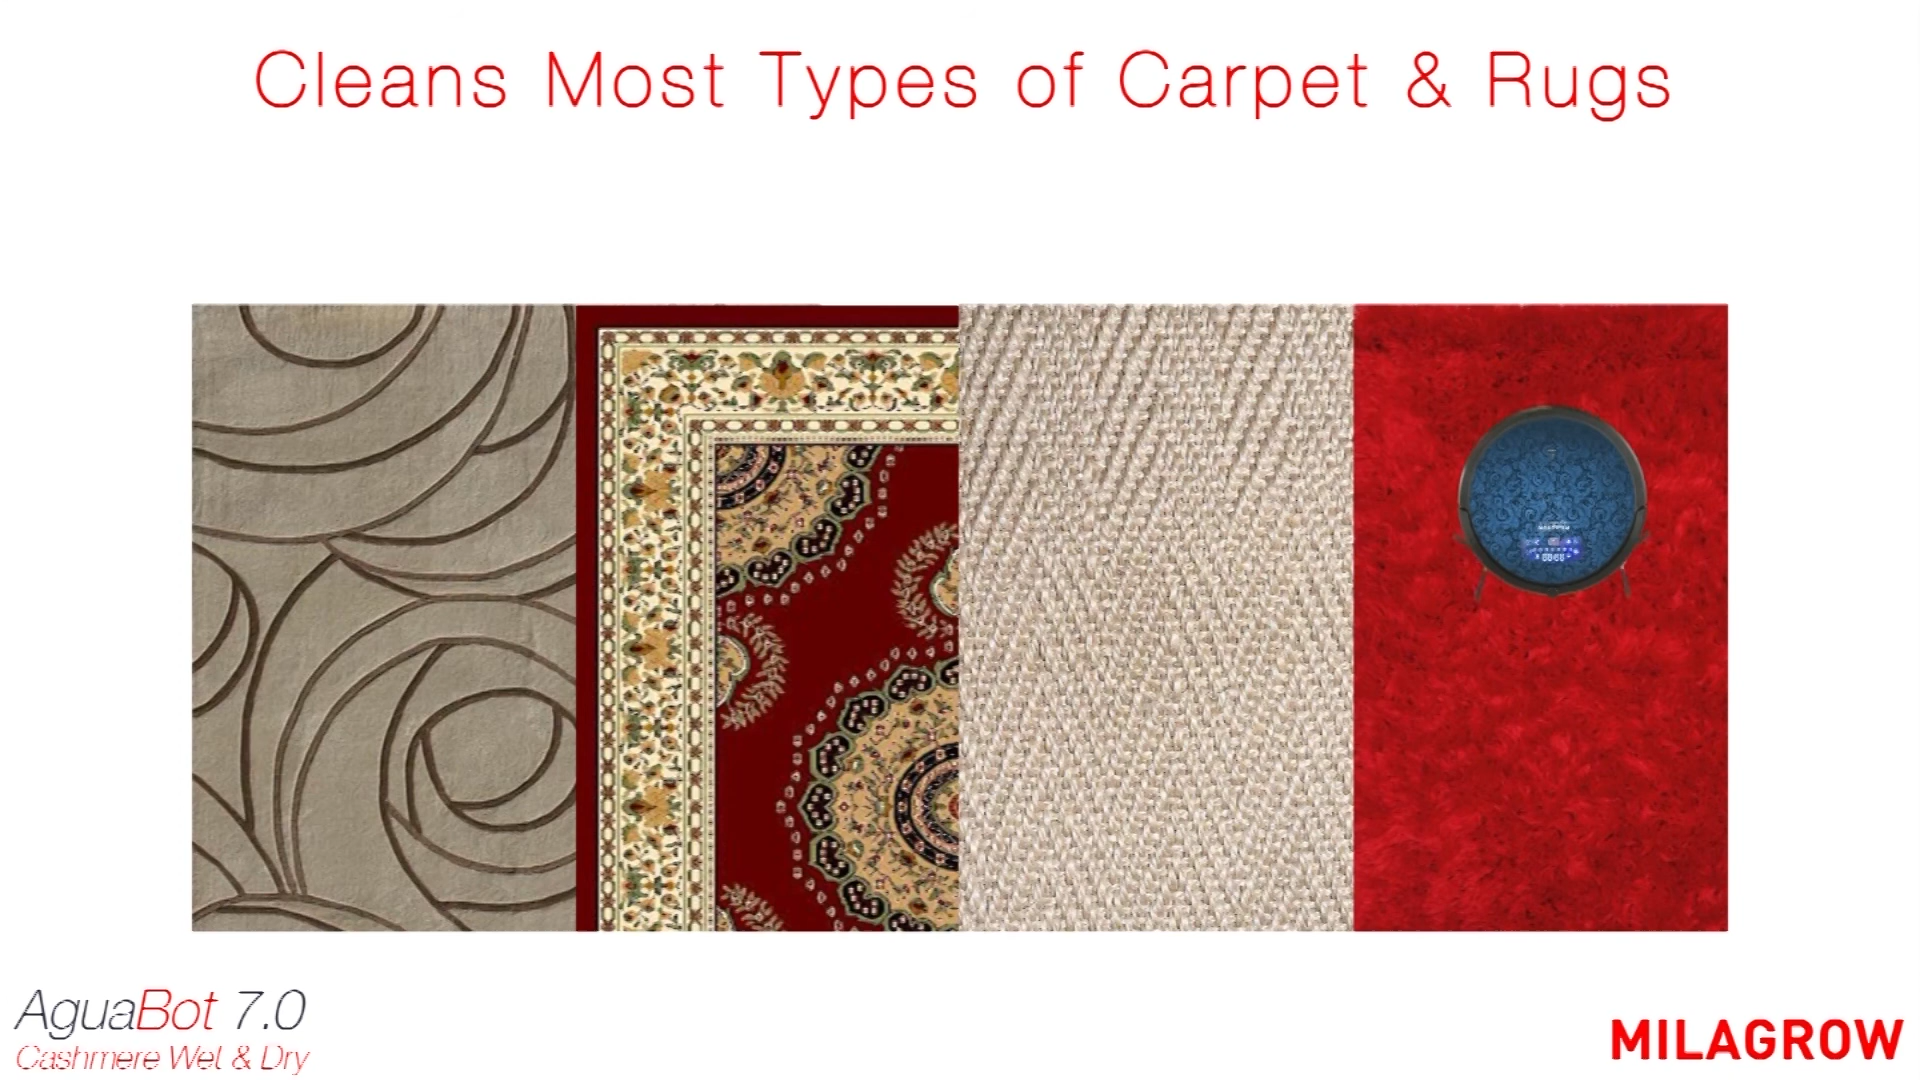 Cleans Most Types of Carpet & Rugs
AguaBot 7.0
Cashmere Wet & Dry
MILAGROW